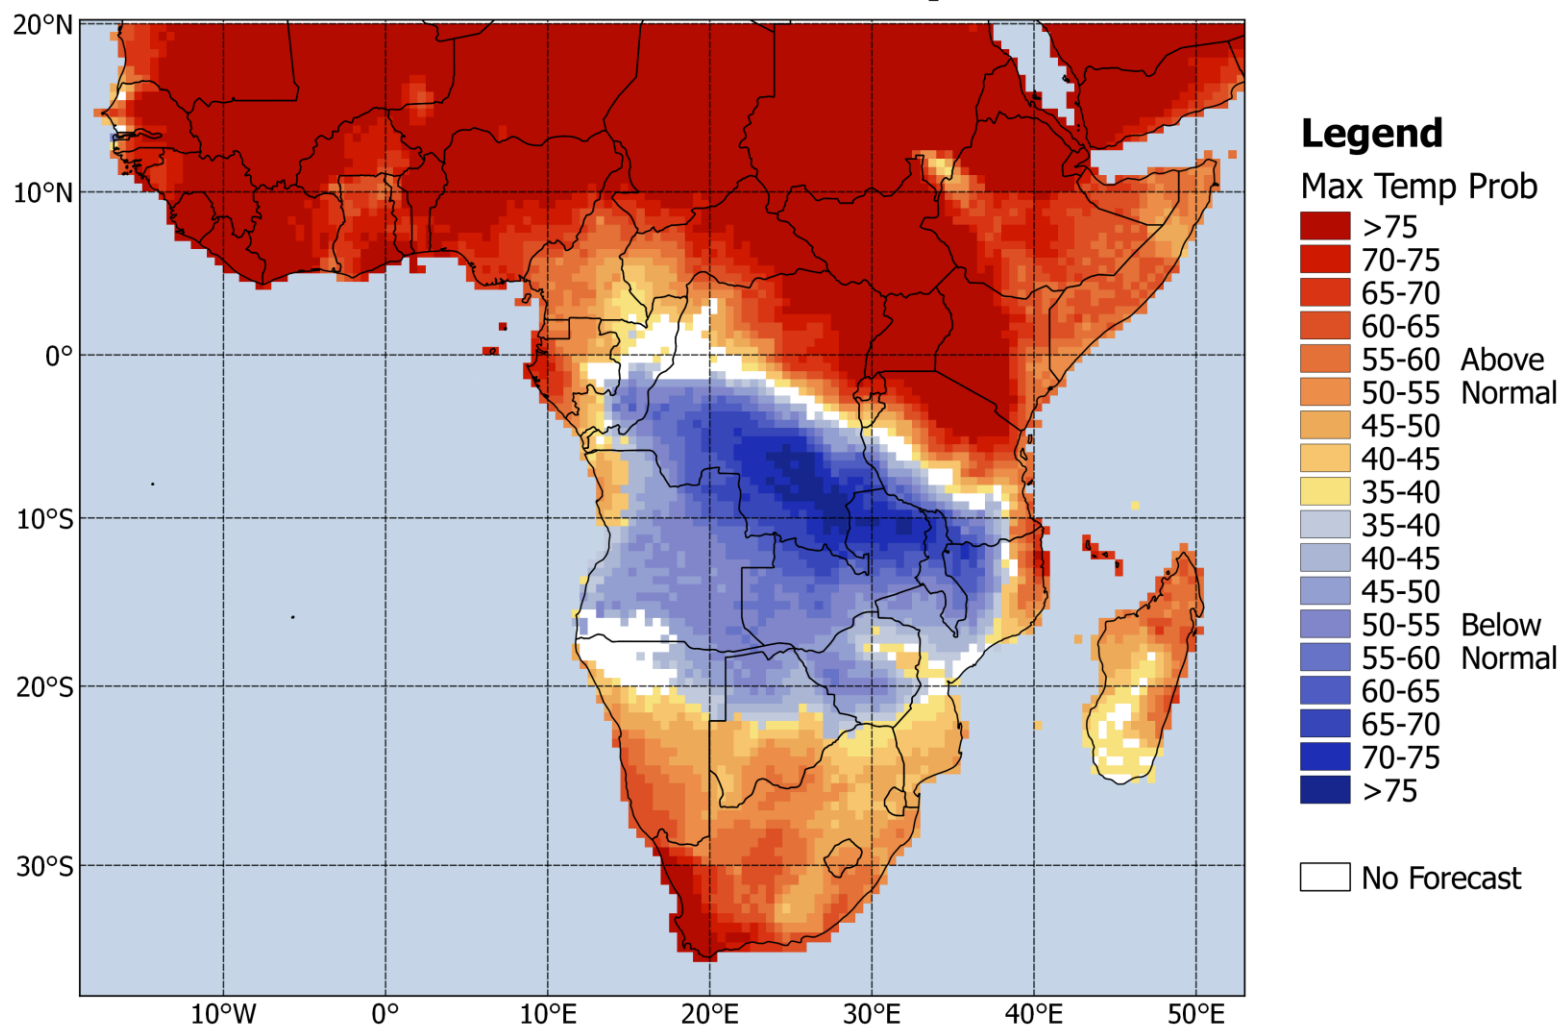 20°N
10°N
0°
10°S
20°S
30°S
10°W
0°
10°E
20°E
30°E
40°E
50°E
Legend
Max Temp Prob
>75
70-75
65-70
60-65
55-60 Above
50-55 Normal
45-50
40-45
35-40
35-40
40-45
45-50
50-55 Below
55-60 Normal
60-65
65-70
70-75
>75
No Forecast